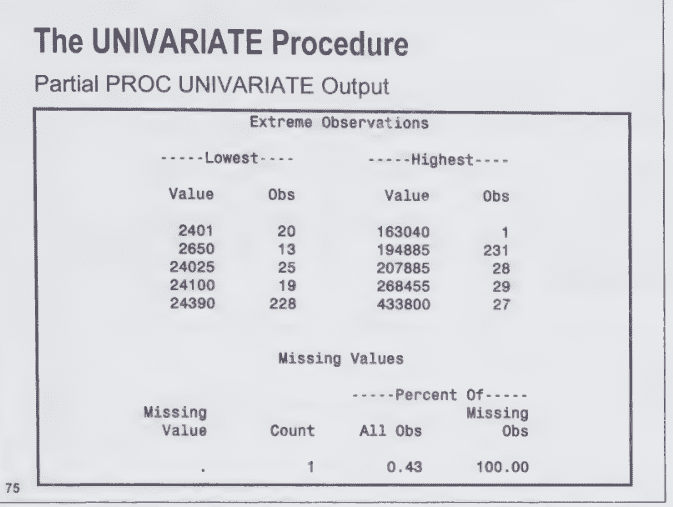 The UNIVARIATE Procedure
Partial PROC UNIVARIATE Output
Extreme Observations
-----Lowest---- -----Highest----
Value Obs Value Obs
2401 20 163040 1
2650 13 194885 231
24025 25 207885 28
24100 19 268455 29
24390 228 433800 27
Missing Values
-----Percent Of-----
Missing Missing
Value Count All Obs Obs
. 1 0.43 100.00
75